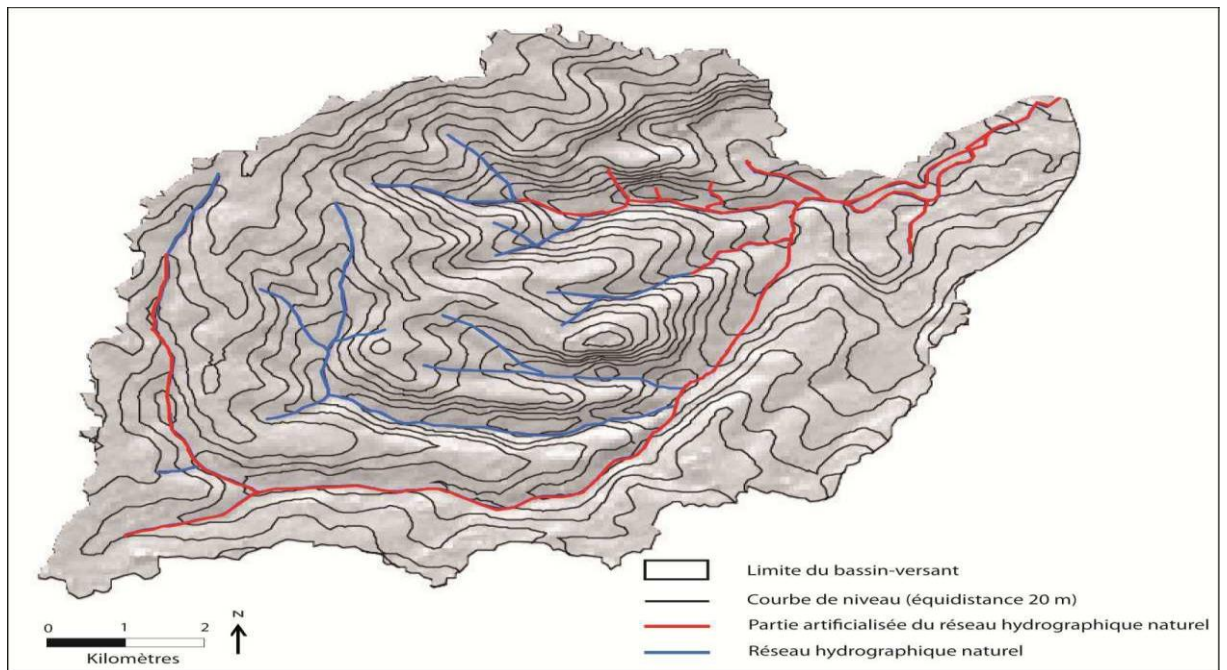 Limite du bassin-versant
Courbe de niveau (équidistance 20 m)
Partie artificialisée du réseau hydrographique naturel
Réseau hydrographique naturel
0 1 2
Kilomètres
N